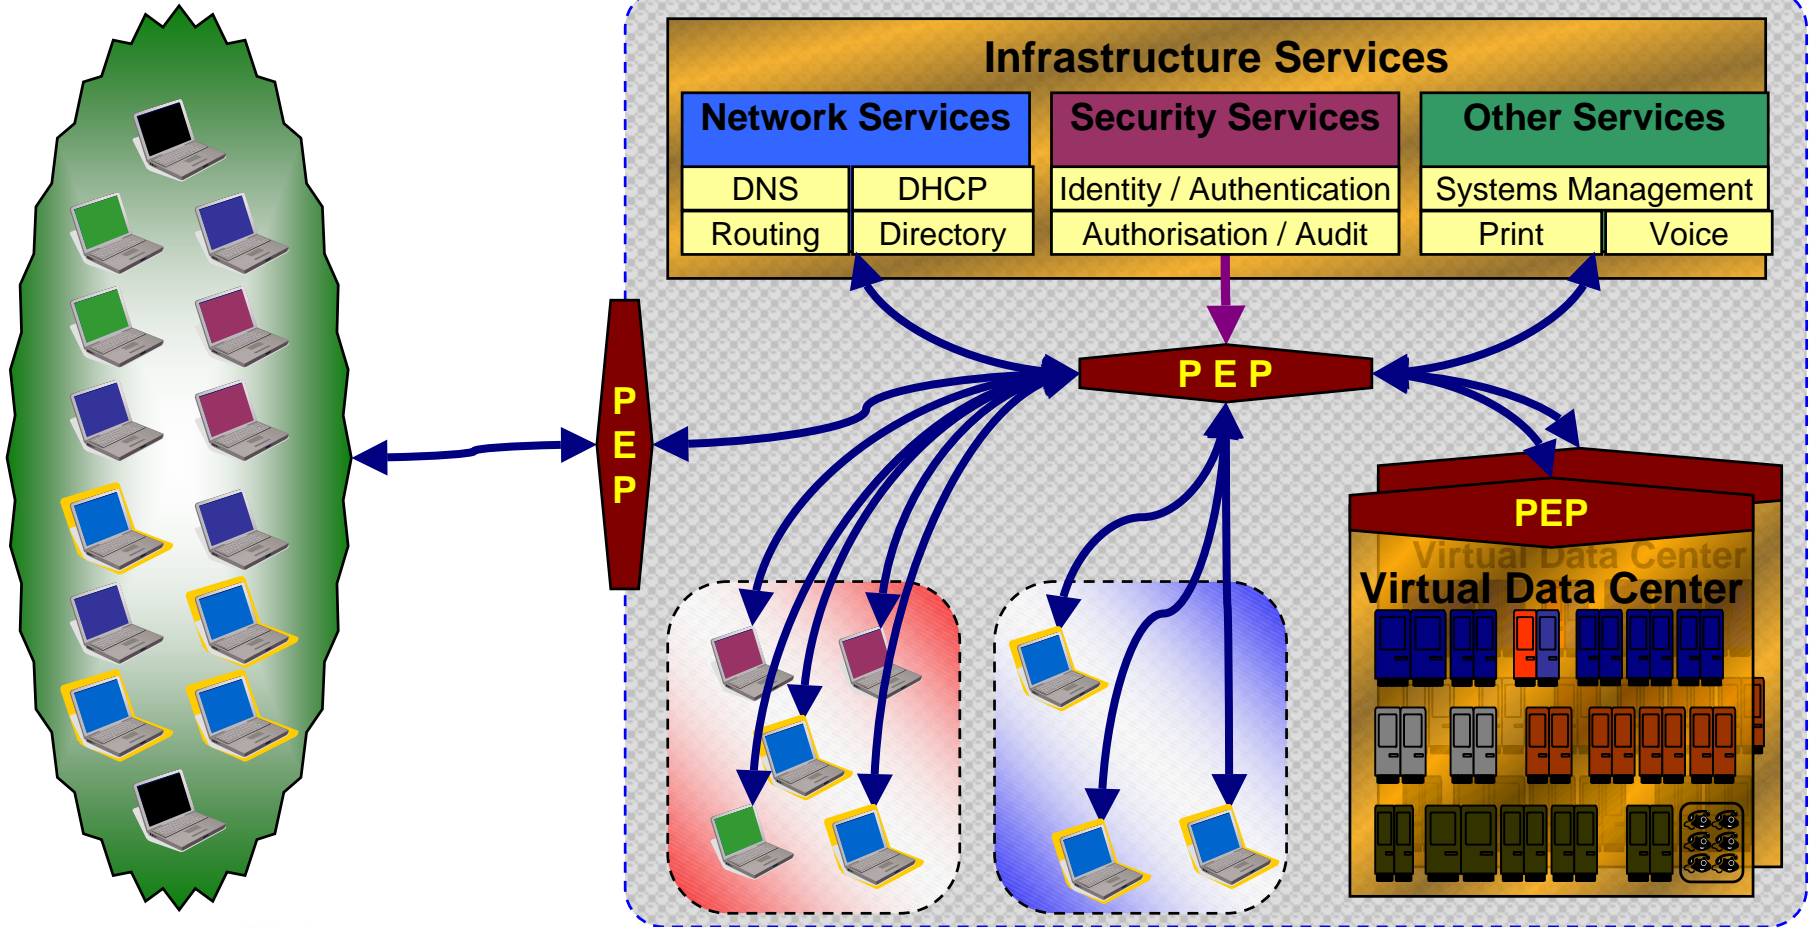 Infrastructure Services
Network Services
Security Services
Other Services
DNS
DHCP
Identity / Authentication
Systems Management
Routing
Directory
Authorisation / Audit
Print
Voice
P E P
P
E
P
PEP
Virtual Data Center
Virtual Data Center